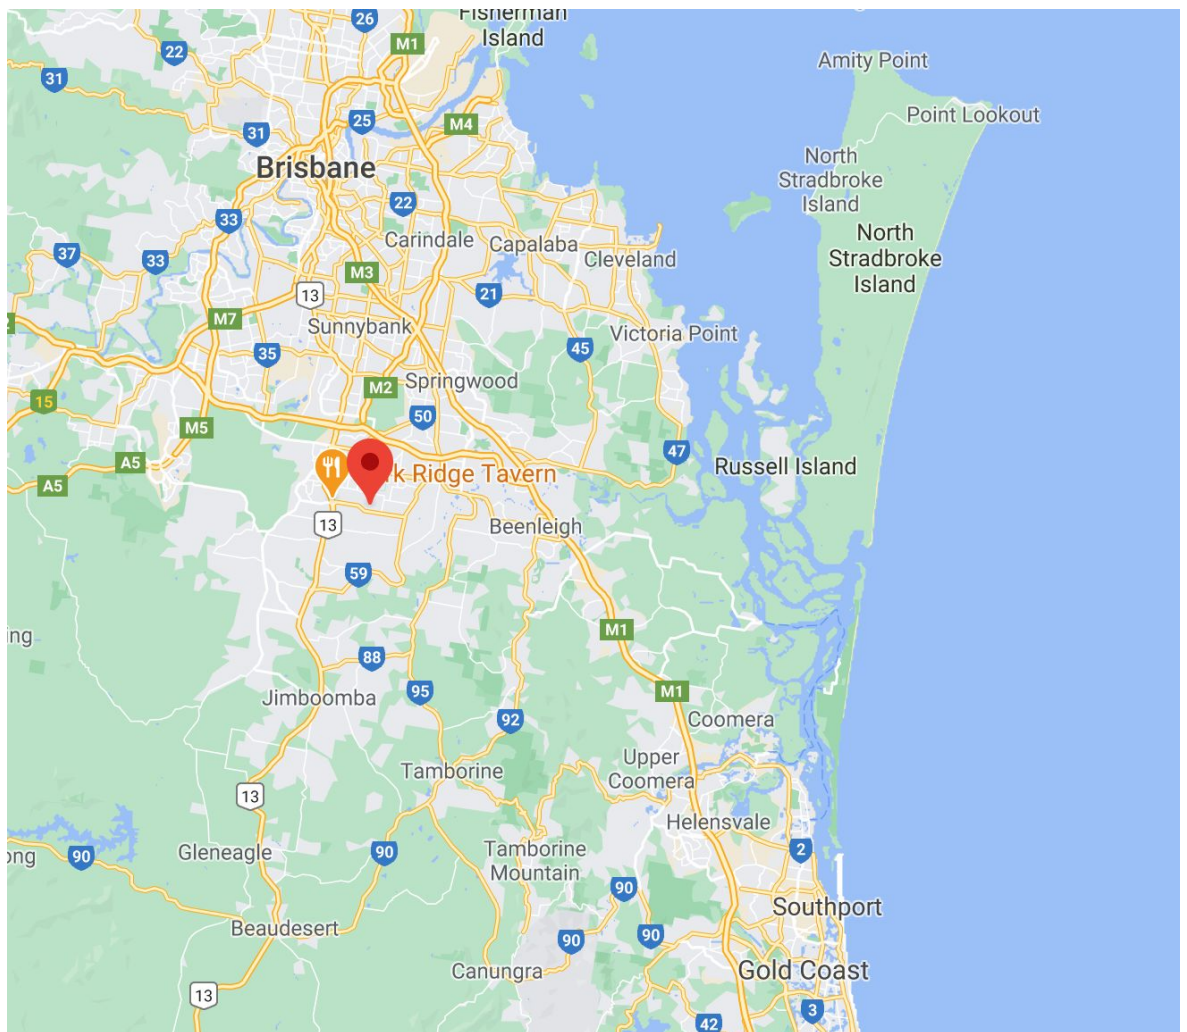 Fisherman
Island
26
M1
22
31
Amity Point
Point Lookout
25
M4
31
Brisbane
North
Stradbroke
Island
22
33
Carindale
Capalaba
Cleveland
North
Stradbroke
Island
37
33
M3
13
21
M7
Sunnybank
Victoria Point
35
45
M2
Springwood
15
M5
50
A5
A5
47
Russell Island
rk Ridge Tavern
13
Beenleigh
59
M1
ing
88
Jimboomba
95
M1
92
Coomera
Upper
Coomera
Tamborine
13
Helensvale
ong
90
Gleneagle
90
Tamborine
Mountain
2
90
Southport
Beaudesert
90
90
Canungra
Gold Coast
13
42
3